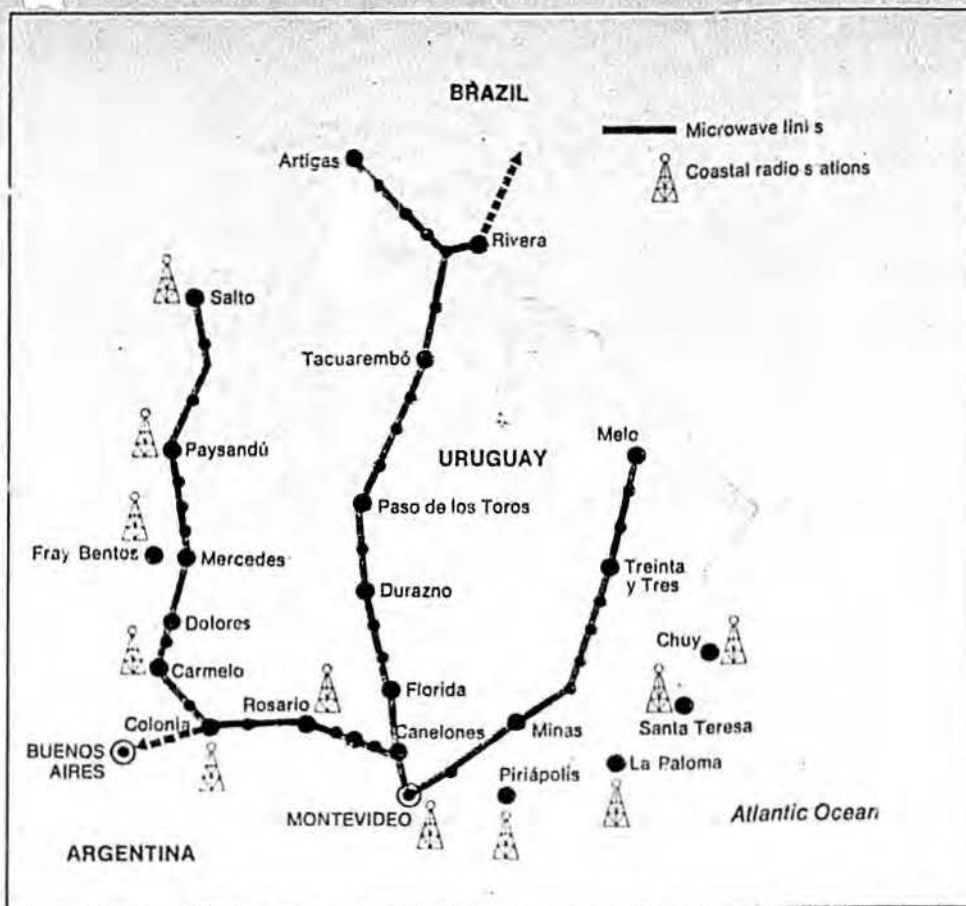 BRAZIL
Microwave links
Artigas
Coastal radio stations
Rivera
Salto
Tacuarembó
Melo
URUGUAY
Paysandú
Paso de los Toros
Fray Bentos
Mercedes
Treinta
y Tres
Durazno
Dolores
Chuy
Carmelo
Florida
Rosario
Santa Teresa
Colonia
Canelones
Minas
BUENOS
AIRES
La Paloma
Piriápolis
MONTEVIDEO
Atlantic Ocean
ARGENTINA